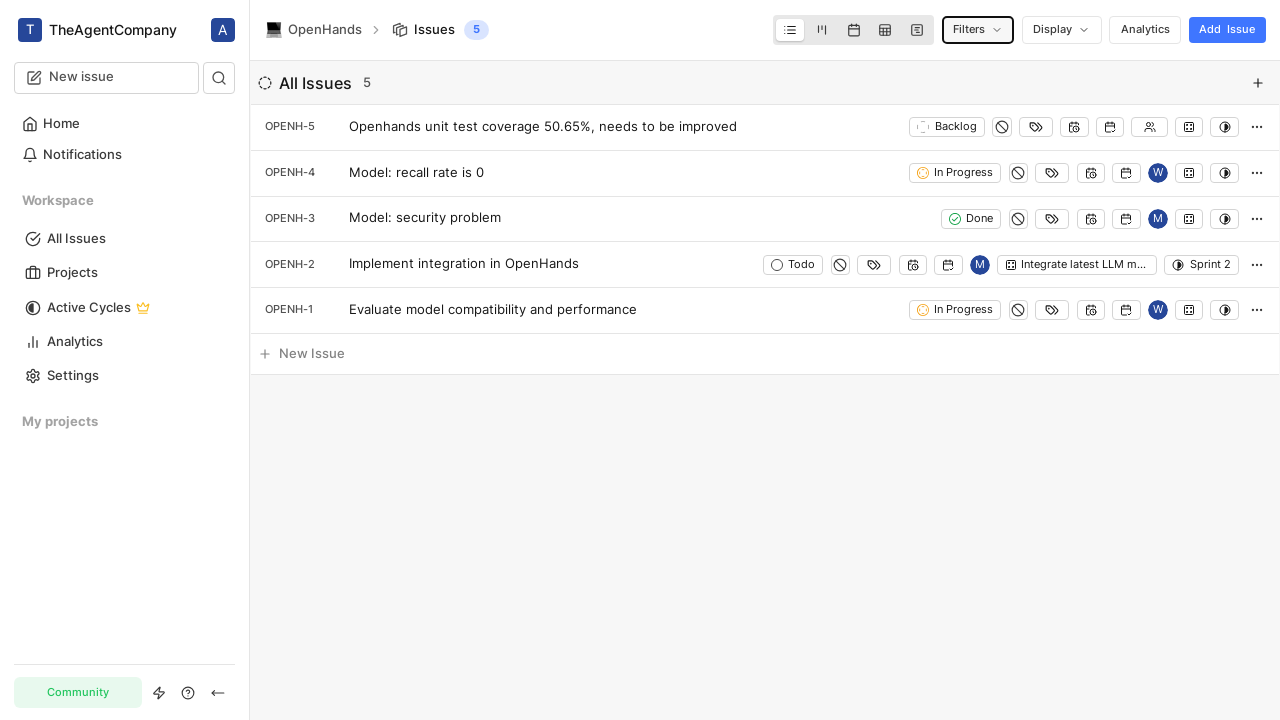 T TheAgentCompany A
New issue
Home
Notifications
Workspace
All Issues
Projects
Active Cycles
Analytics
Settings
My projects
Community
OpenHands Issues 5
Filters Display Analytics Add Issue
All Issues 5
OPENH-5 Openhands unit test coverage 50.65%, needs to be improved Backlog
OPENH-4 Model: recall rate is 0 In Progress W
OPENH-3 Model: security problem Done M
OPENH-2 Implement integration in OpenHands Todo M Integrate latest LLM m... Sprint 2
OPENH-1 Evaluate model compatibility and performance In Progress W
New Issue